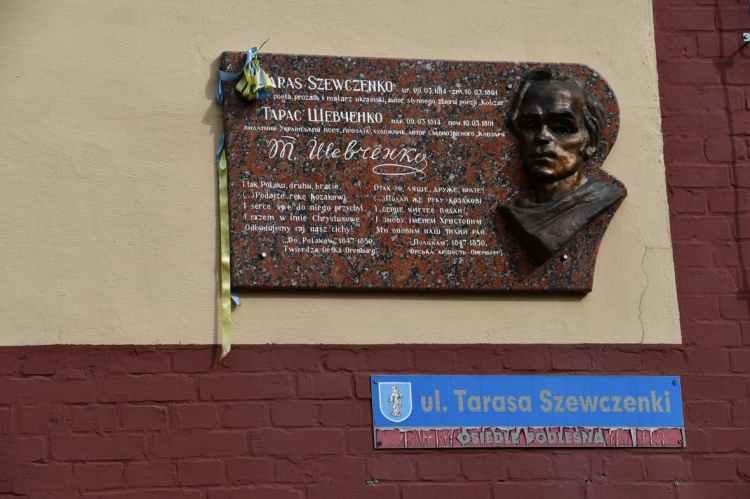 TARAS SZEWCZENKO ur. 09.03.1814 - zm. 10.03.1861
poeta, prozaik i malarz ukraiński, autor słynnego zbioru poezji „Kobzar"
ТАРАС ШЕВЧЕНКО нар. 09.03.1814 - пом. 10.03.1861
видатний український поет, прозаїк, художник, автор славнозвісного „Кобзаря"
Т. Шевченко
I tak, Polaku, druhu, bracie,
(...) Podajże rękę Kozakowi
I serce swe do niego przychyl
I razem w imię Chrystusowe
Odbudujemy raj nasz cichy!
„Do Polaków", 1847-1850,
Twierdza Orska Orenburg
Отак-то, ляше, друже, брате!
(...) Подай же руку козакові
І серце чистеє подай!
І знову іменем Христовим
Ми оновим наш тихий рай.
„Полякам", 1847-1850,
Орська кріпость Оренбург
ul. Tarasa Szewczenki
OSIEDLE PODLEŚNA